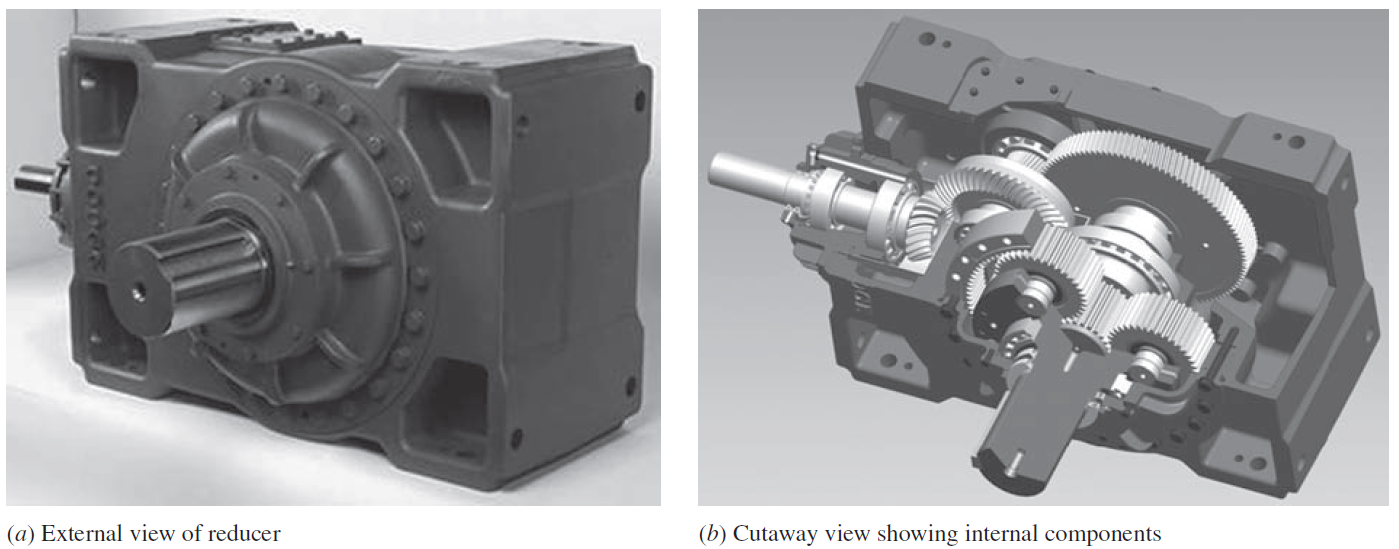 (a) External view of reducer
(b) Cutaway view showing internal components